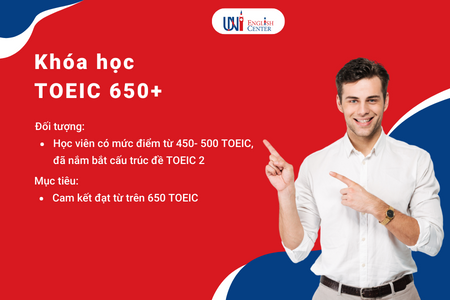 UNI ENGLISH
CENTER
Khóa học
TOEIC 650+
Đối tượng:
Học viên có mức điểm từ 450- 500 TOEIC,
đã nắm bắt cấu trúc đề TOEIC 2
Mục tiêu:
Cam kết đạt từ trên 650 TOEIC